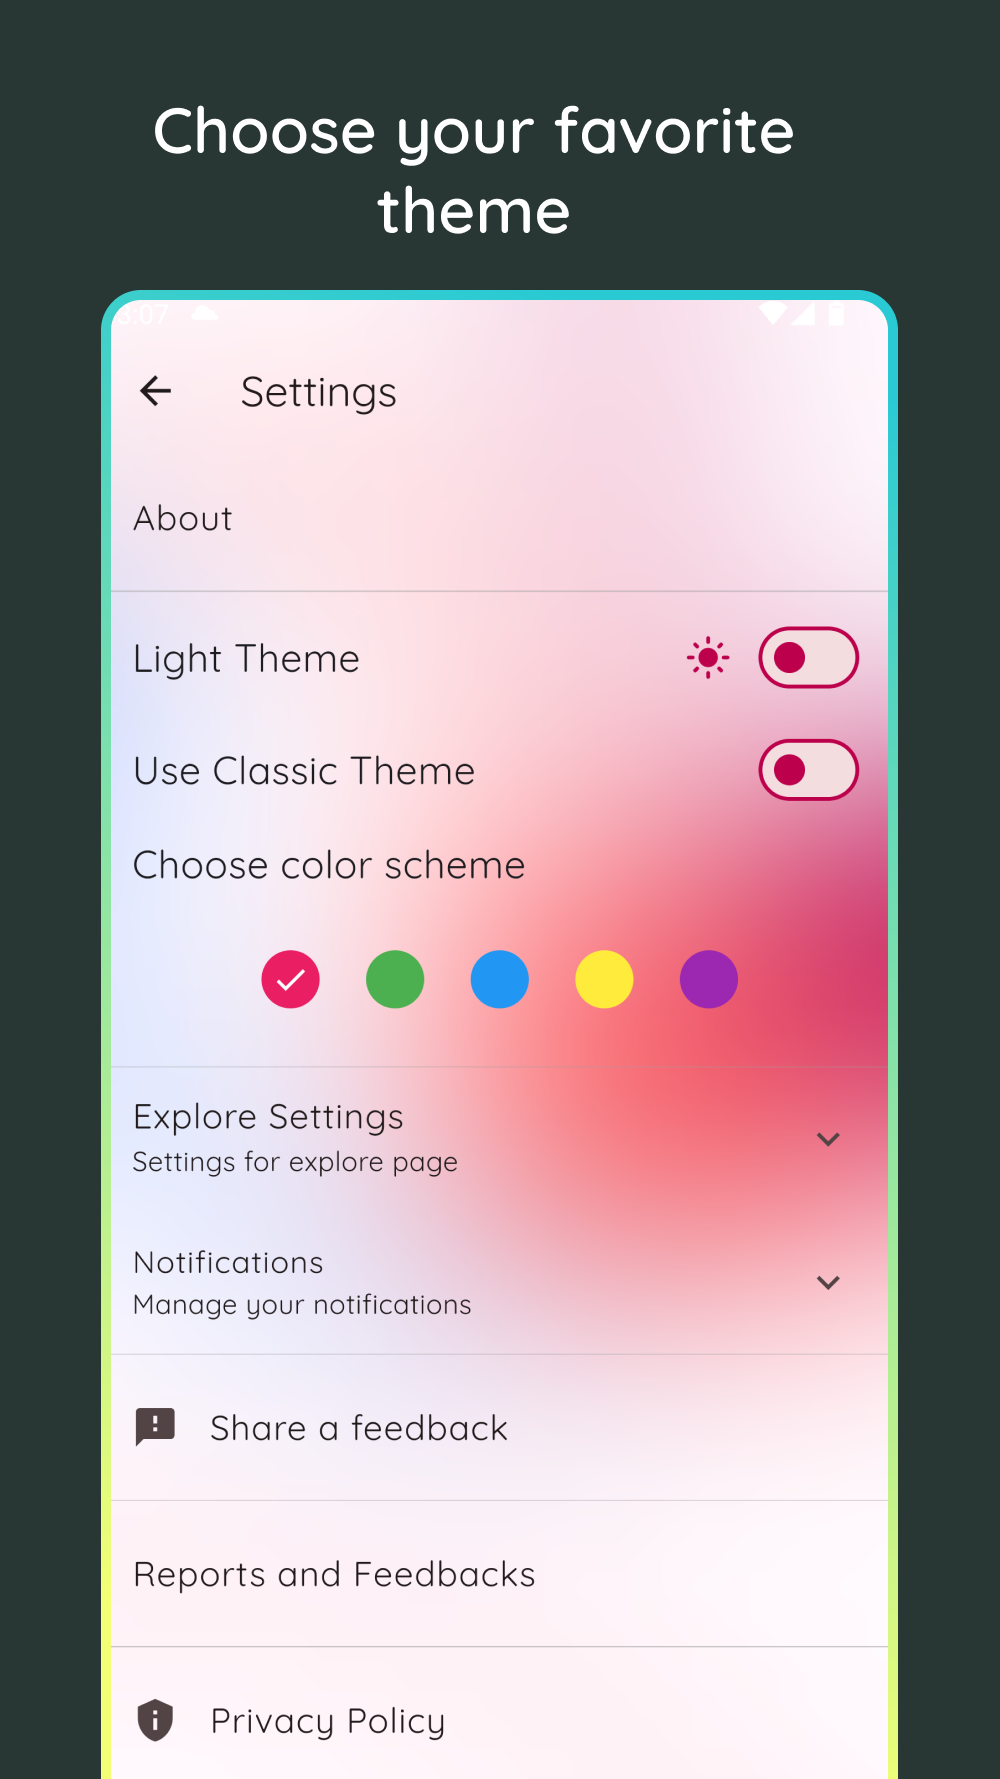 Choose your favorite
theme
8:07
Settings
About
Light Theme
Use Classic Theme
Choose color scheme
Explore Settings
Settings for explore page
Notifications
Manage your notifications
Share a feedback
Reports and Feedbacks
Privacy Policy